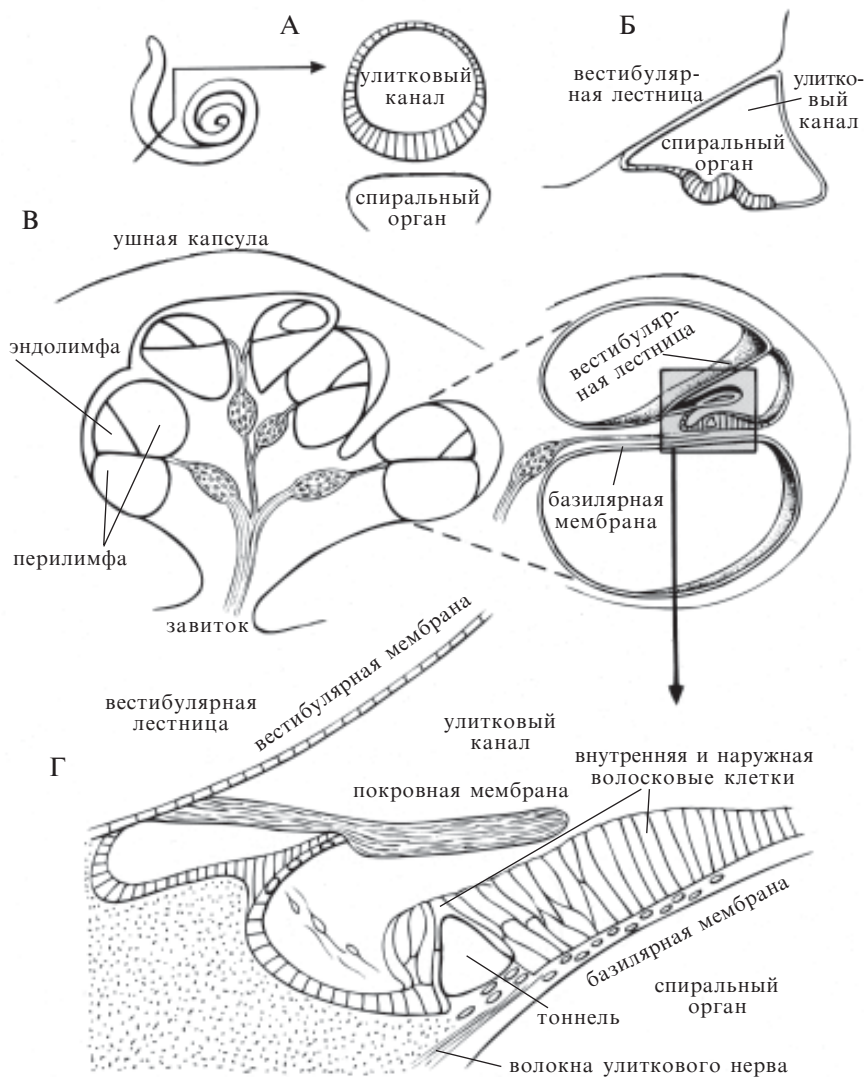 А
улитковый
канал
спиральный
орган
Б
вестибуляр-
ная лестница
улитко-
вый
канал
спиральный
орган
В
ушная капсула
эндолимфа
перилимфа
завиток
вестибуляр-
ная лестница
базилярная
мембрана
Г
вестибулярная
лестница
вестибулярная мембрана
улитковый
канал
покровная мембрана
внутренняя и наружная
волосковые клетки
базилярная мембрана
спиральный
орган
тоннель
волокна улиткового нерва